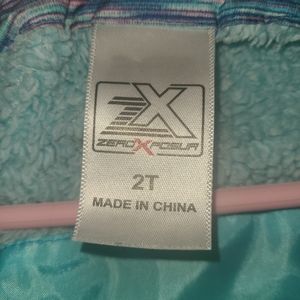 ZX
ZEROXPOSUR
2T
MADE IN CHINA